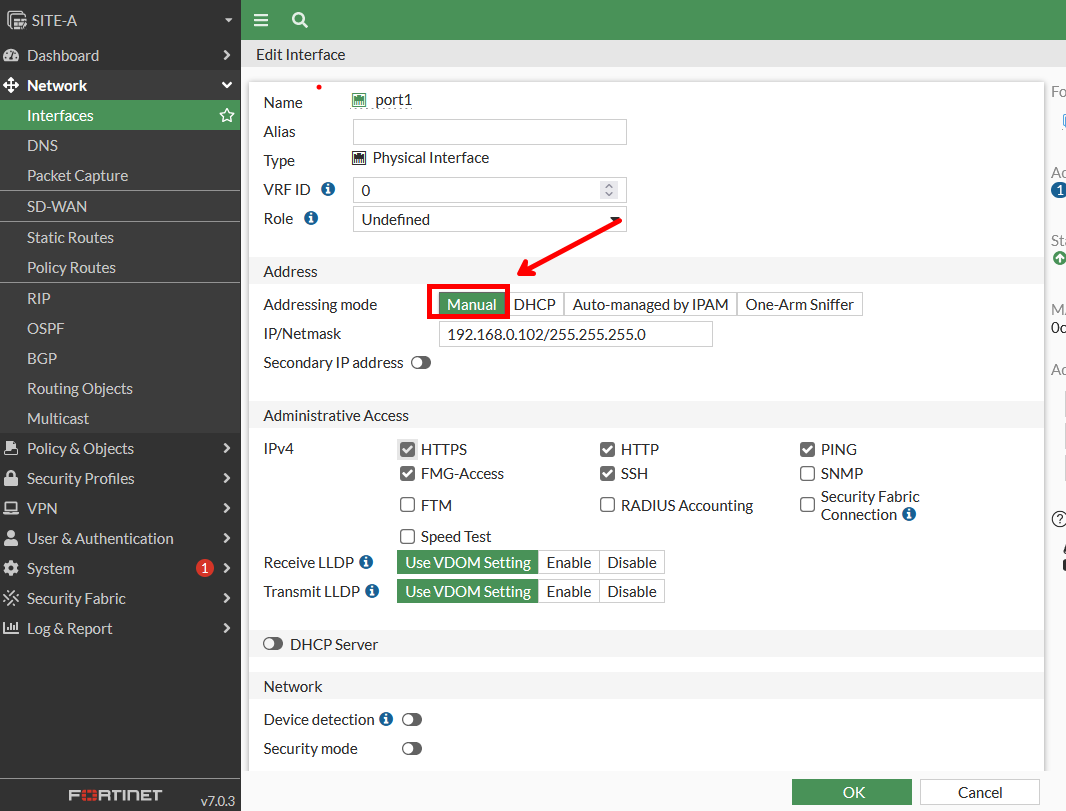 SITE-A
Dashboard
Network
Interfaces
DNS
Packet Capture
SD-WAN
Static Routes
Policy Routes
RIP
OSPF
BGP
Routing Objects
Multicast
Policy & Objects
Security Profiles
VPN
User & Authentication
System 1
Security Fabric
Log & Report
FORTINET v7.0.3
Edit Interface
Name port1
Alias
Type Physical Interface
VRF ID 0
Role Undefined
Address
Addressing mode Manual DHCP Auto-managed by IPAM One-Arm Sniffer
IP/Netmask 192.168.0.102/255.255.255.0
Secondary IP address
Administrative Access
IPv4 HTTPS HTTP PING
FMG-Access SSH SNMP
FTM RADIUS Accounting Security Fabric
Connection
Speed Test
Receive LLDP Use VDOM Setting Enable Disable
Transmit LLDP Use VDOM Setting Enable Disable
DHCP Server
Network
Device detection
Security mode
OK Cancel
1